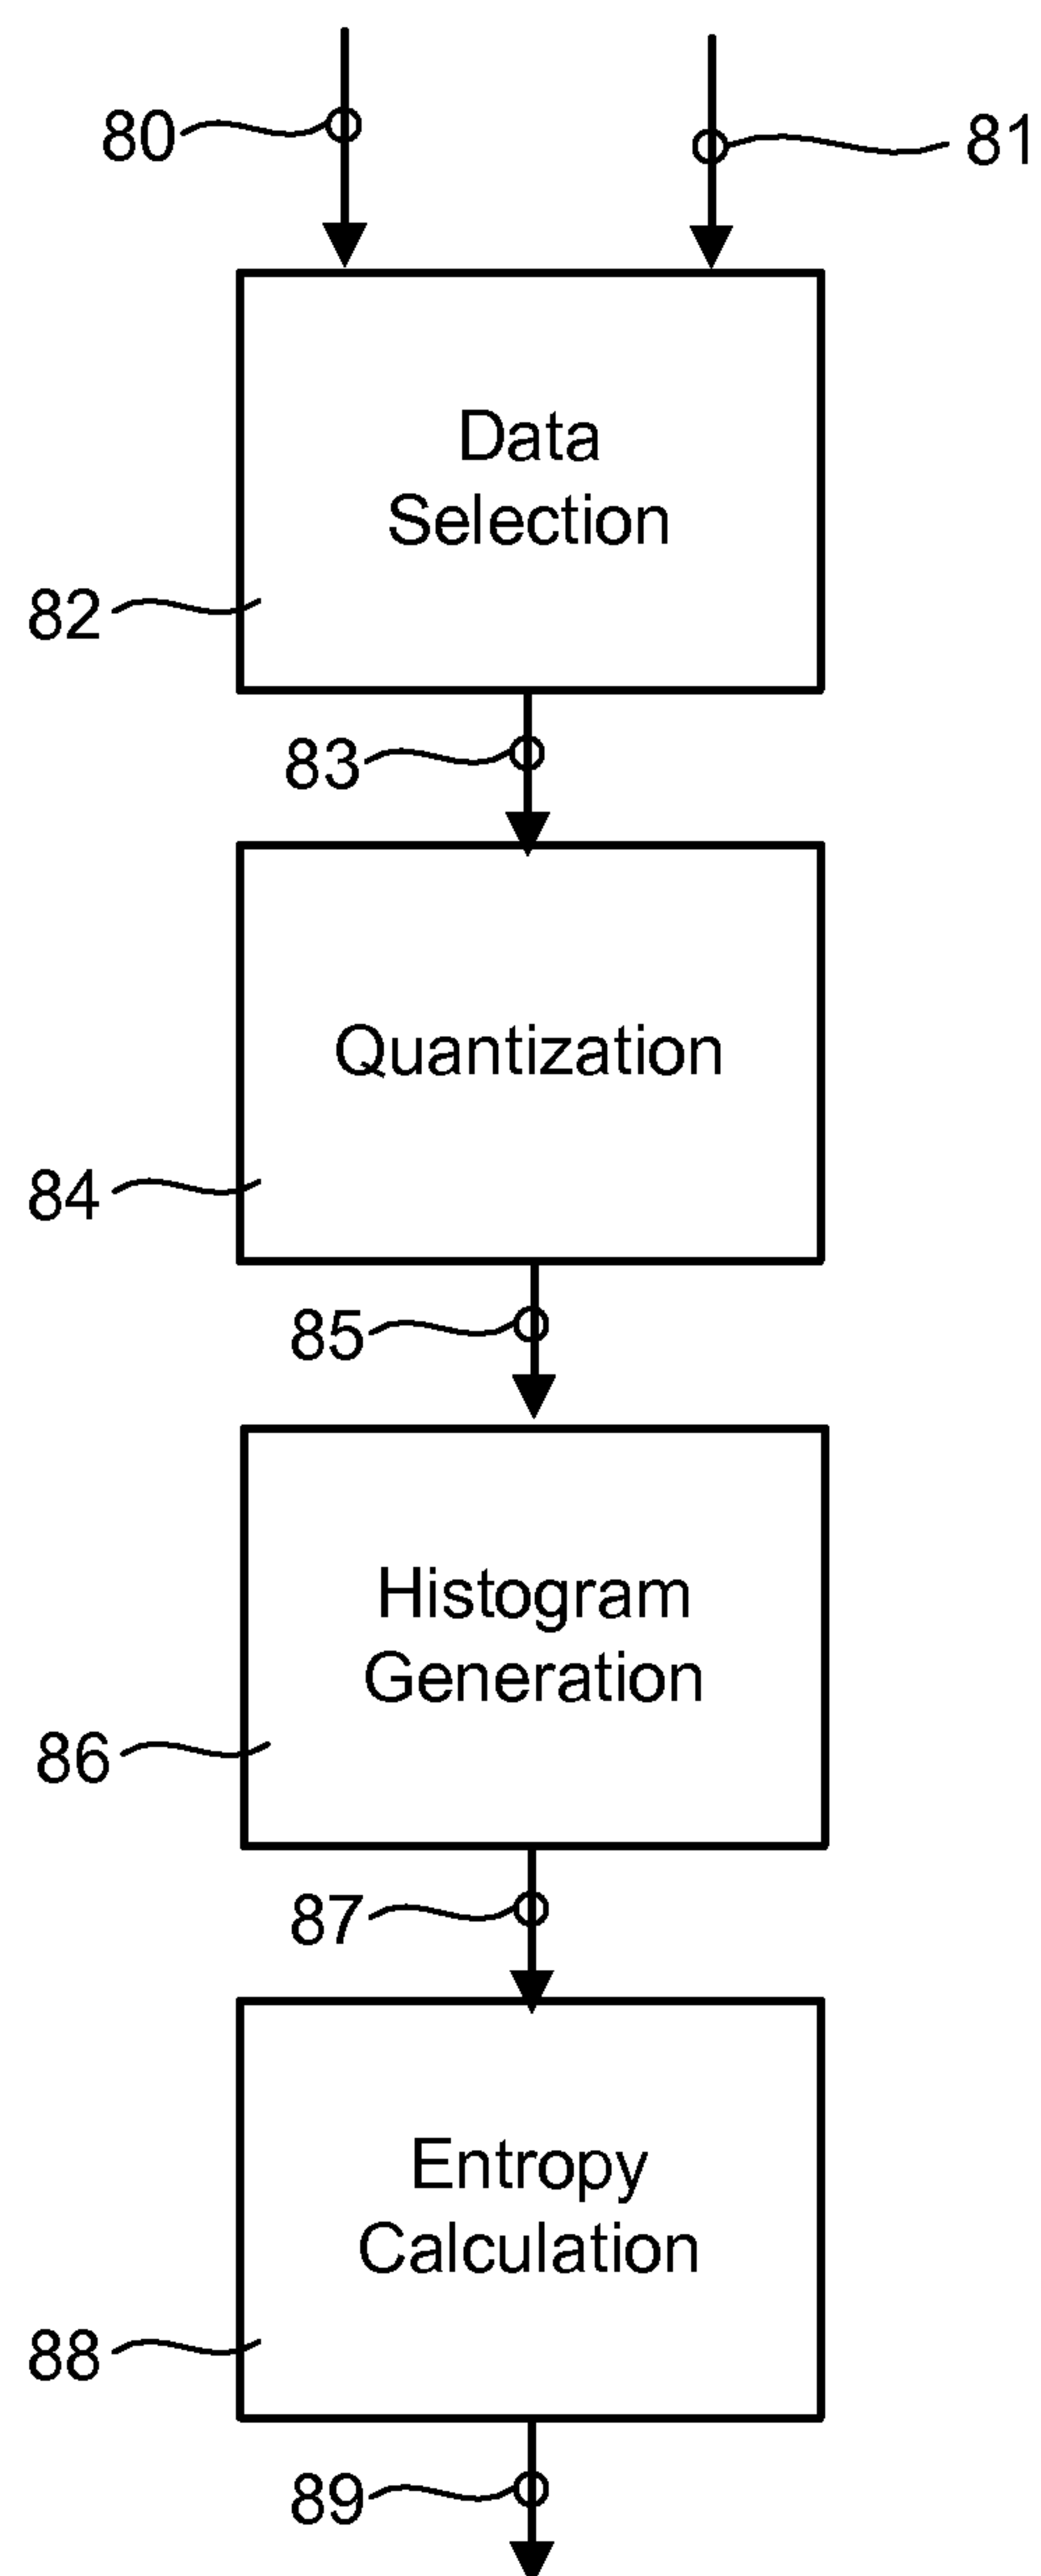 80
81
Data
Selection
82
83
Quantization
84
85
Histogram
Generation
86
87
Entropy
Calculation
88
89